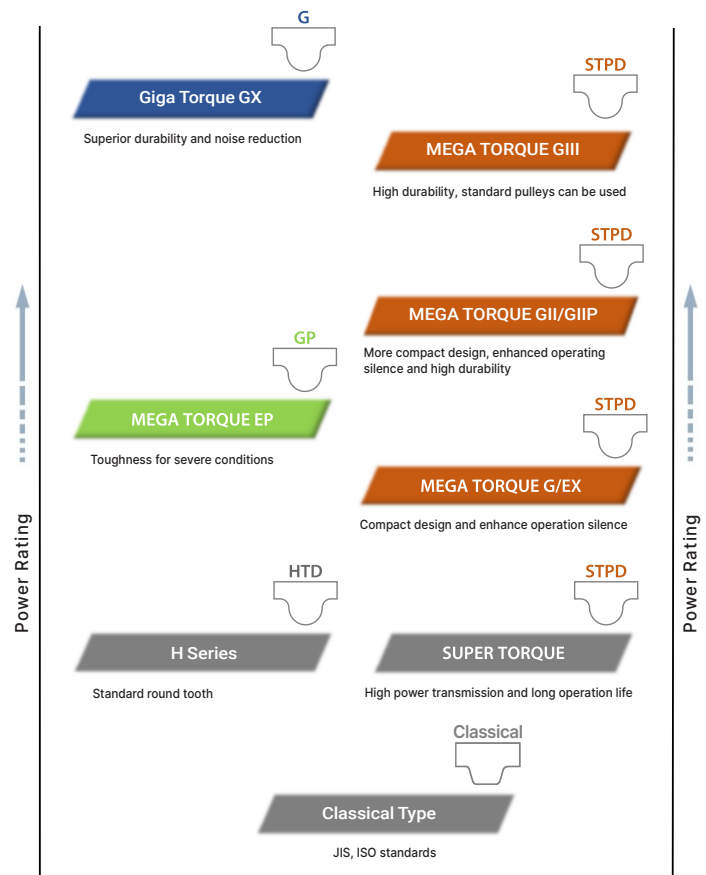 G
Giga Torque GX
Superior durability and noise reduction
STPD
MEGA TORQUE GIII
High durability, standard pulleys can be used
STPD
MEGA TORQUE GII/GIIP
More compact design, enhanced operating
silence and high durability
GP
MEGA TORQUE EP
Toughness for severe conditions
STPD
MEGA TORQUE G/EX
Compact design and enhance operation silence
Power Rating
Power Rating
HTD
H Series
Standard round tooth
STPD
SUPER TORQUE
High power transmission and long operation life
Classical
Classical Type
JIS, ISO standards